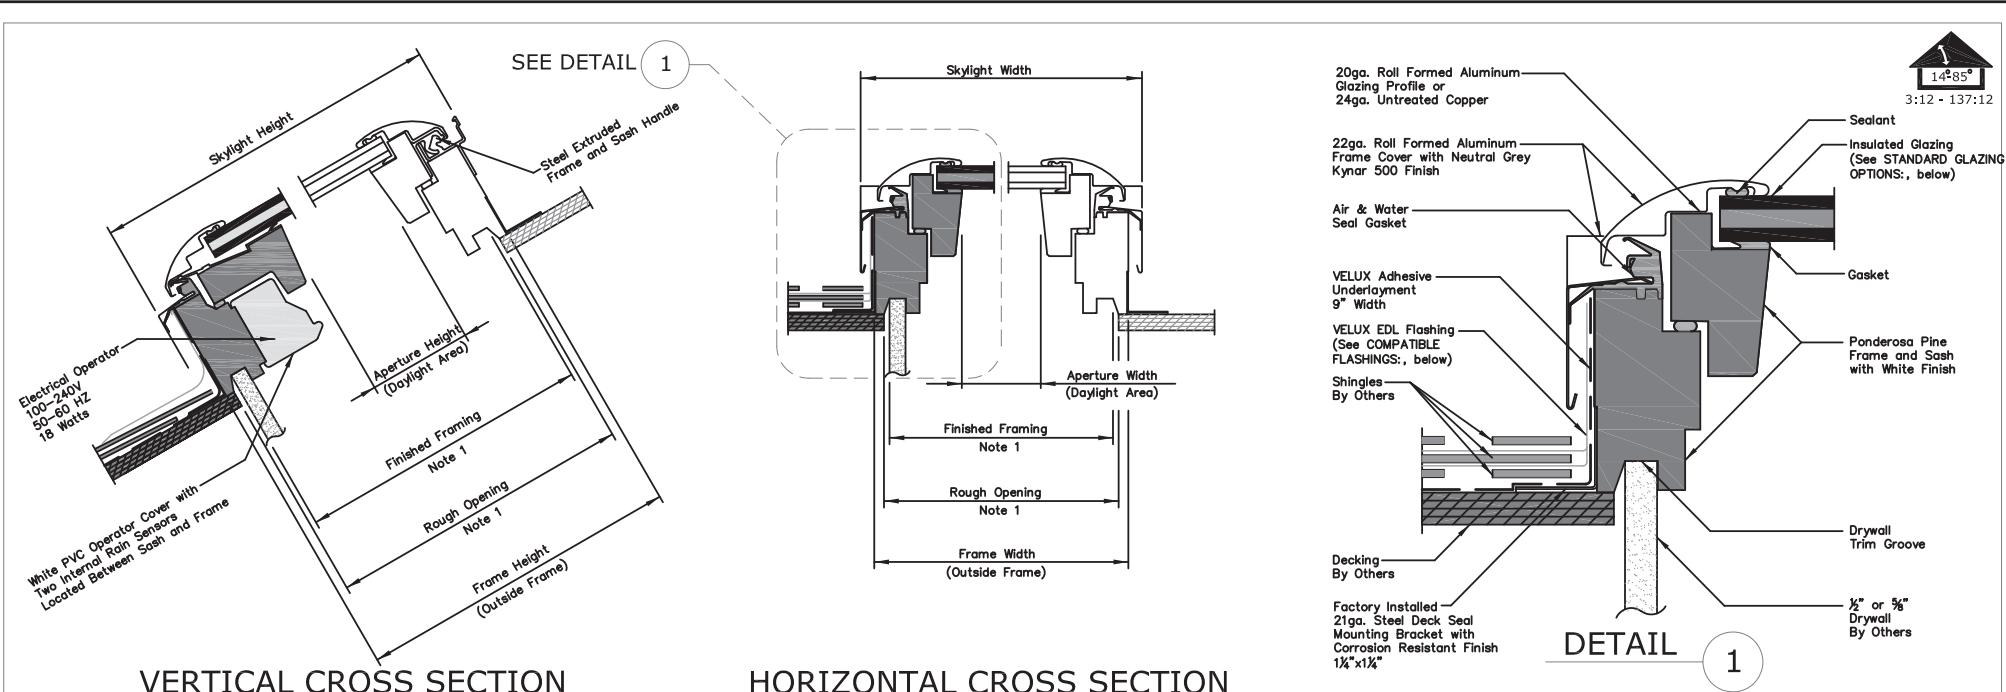 SEE DETAIL 1
Skylight Height
Steel Extruded
Frame and Sash Handle
Electrical Operator
100-240V
50-60 HZ
18 Watts
Aperture Height
(Daylight Area)
Finished Framing
Note 1
Rough Opening
Note 1
Frame Height
(Outside Frame)
White PVC Operator Cover with
Two Internal Rain Sensors
Located Between Sash and Frame
VERTICAL CROSS SECTION
Skylight Width
Aperture Width
(Daylight Area)
Finished Framing
Note 1
Rough Opening
Note 1
Frame Width
(Outside Frame)
HORIZONTAL CROSS SECTION
20ga. Roll Formed Aluminum
Glazing Profile or
24ga. Untreated Copper
22ga. Roll Formed Aluminum
Frame Cover with Neutral Grey
Kynar 500 Finish
Air & Water
Seal Gasket
VELUX Adhesive
Underlayment
9" Width
VELUX EDL Flashing
(See COMPATIBLE
FLASHINGS:, below)
Shingles
By Others
Decking
By Others
Factory Installed
21ga. Steel Deck Seal
Mounting Bracket with
Corrosion Resistant Finish
1¼"x1¼"
14°-85°
3:12 - 137:12
Sealant
Insulated Glazing
(See STANDARD GLAZING
OPTIONS:, below)
Gasket
Ponderosa Pine
Frame and Sash
with White Finish
Drywall
Trim Groove
½" or ⅝"
Drywall
By Others
DETAIL 1